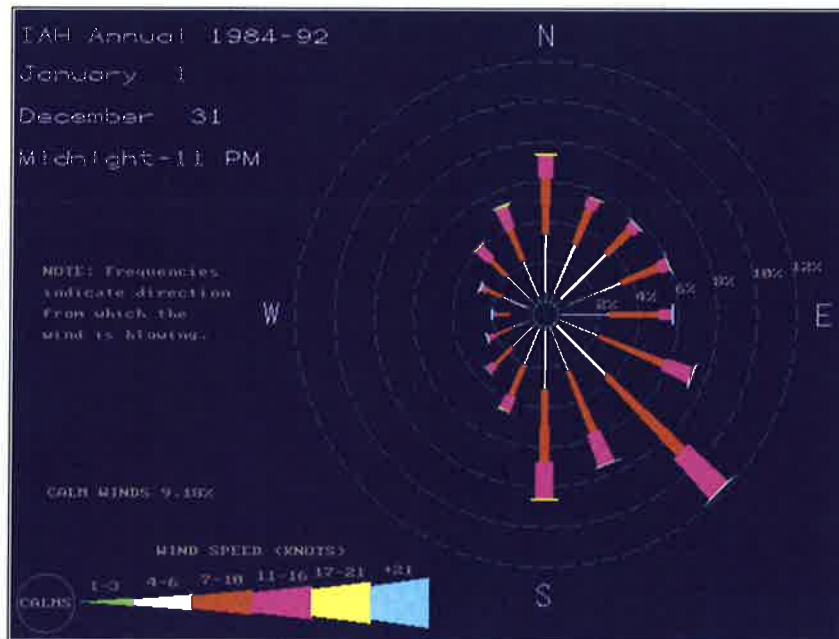 IAH Annual 1984-92
January 1
December 31
Midnight-11 PM
N
NOTE: Frequencies
indicate direction
from which the
wind is blowing.
W
2% 4% 6% 8% 10% 12%
E
CALM WINDS 9.18%
WIND SPEED (KNOTS)
CALMS 1-3 4-6 7-10 11-16 17-21 +21
S